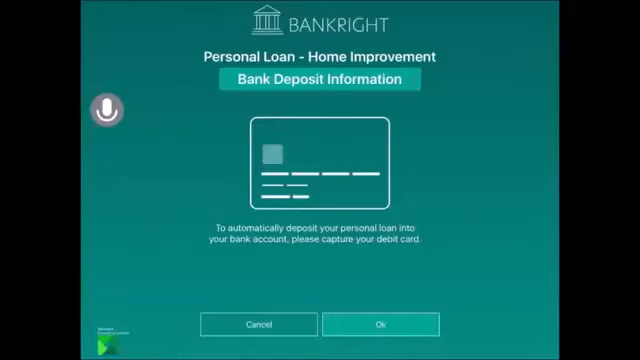 BANKRIGHT
Personal Loan - Home Improvement
Bank Deposit Information
To automatically deposit your personal loan into
your bank account, please capture your debit card.
Cancel
Ok